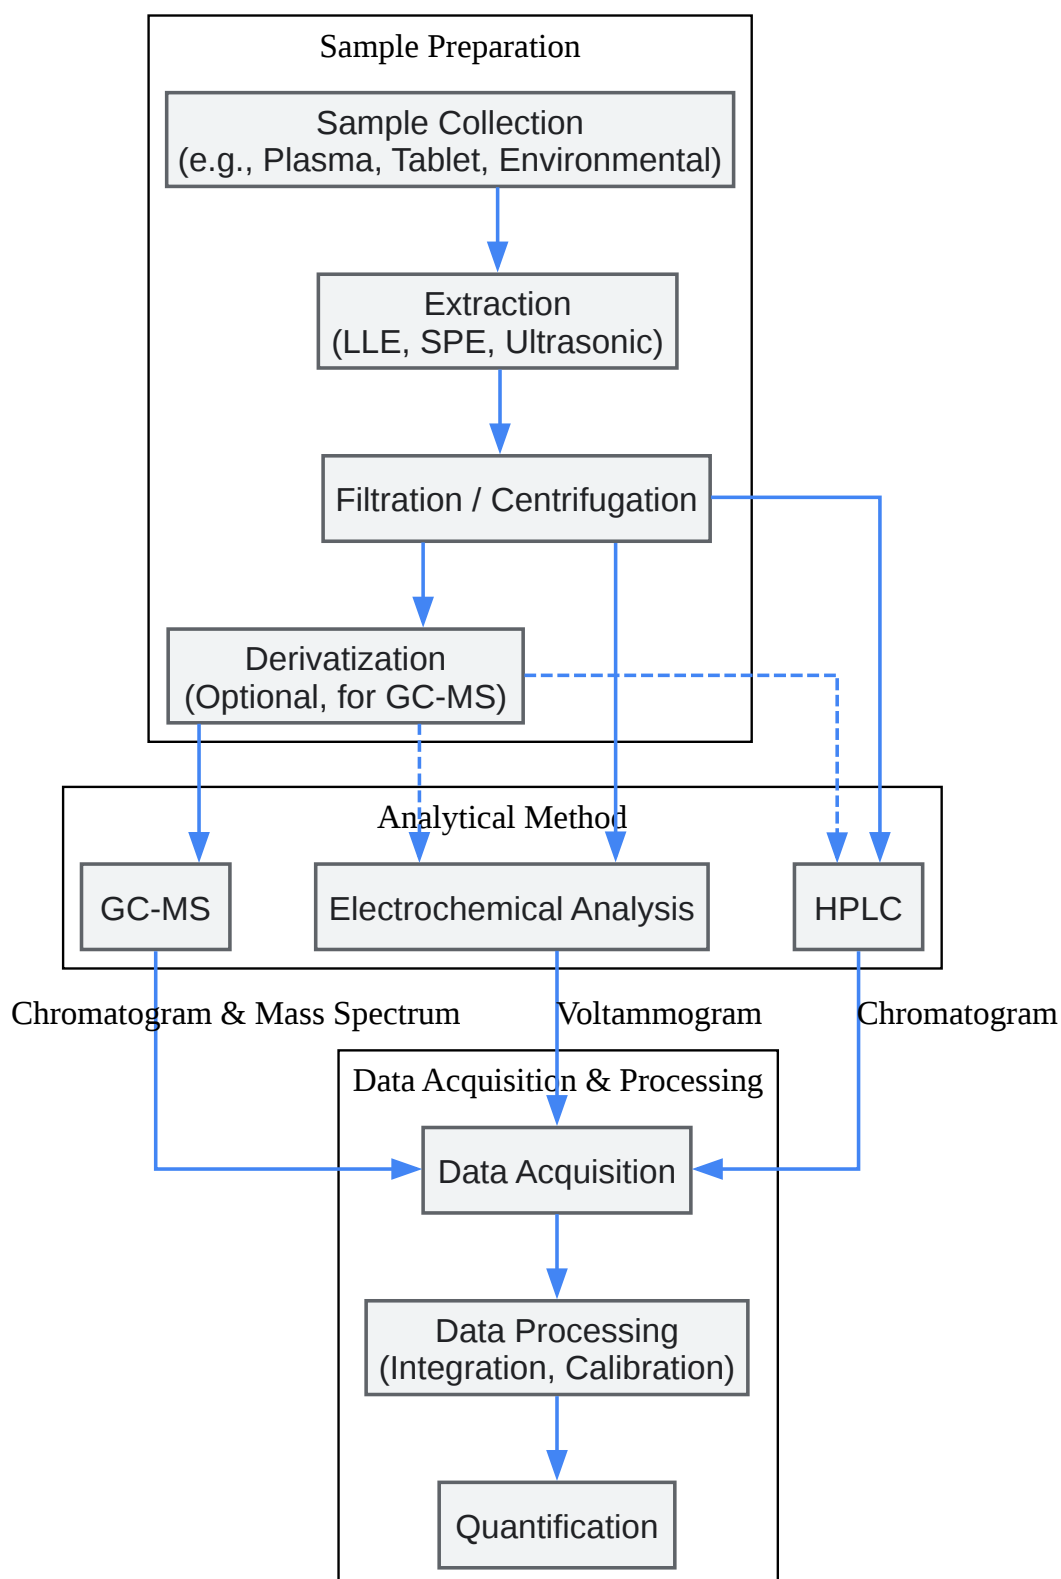 Sample Preparation
Sample Collection
(e.g., Plasma, Tablet, Environmental)
Extraction
(LLE, SPE, Ultrasonic)
Filtration / Centrifugation
Derivatization
(Optional, for GC-MS)
Analytical Method
GC-MS
Electrochemical Analysis
HPLC
Chromatogram & Mass Spectrum
Voltammogram
Chromatogram
Data Acquisition & Processing
Data Acquisition
Data Processing
(Integration, Calibration)
Quantification